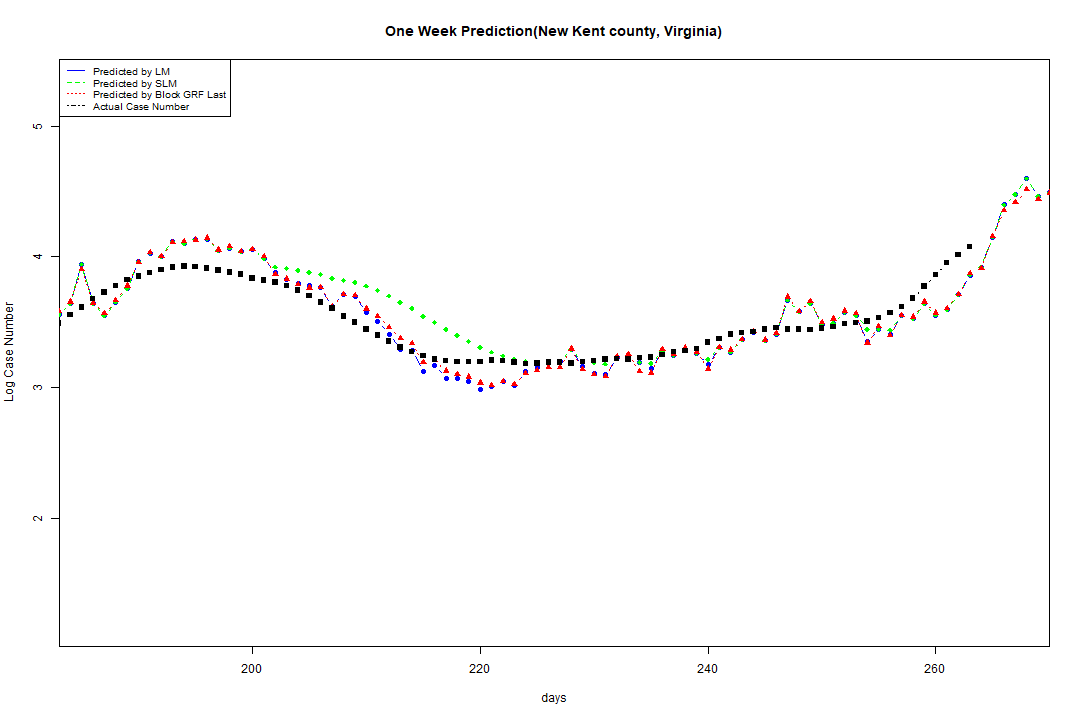 One Week Prediction(New Kent county, Virginia)
Predicted by LM
Predicted by SLM
Predicted by Block GRF Last
Actual Case Number
5
4
3
2
Log Case Number
200 220 240 260
days